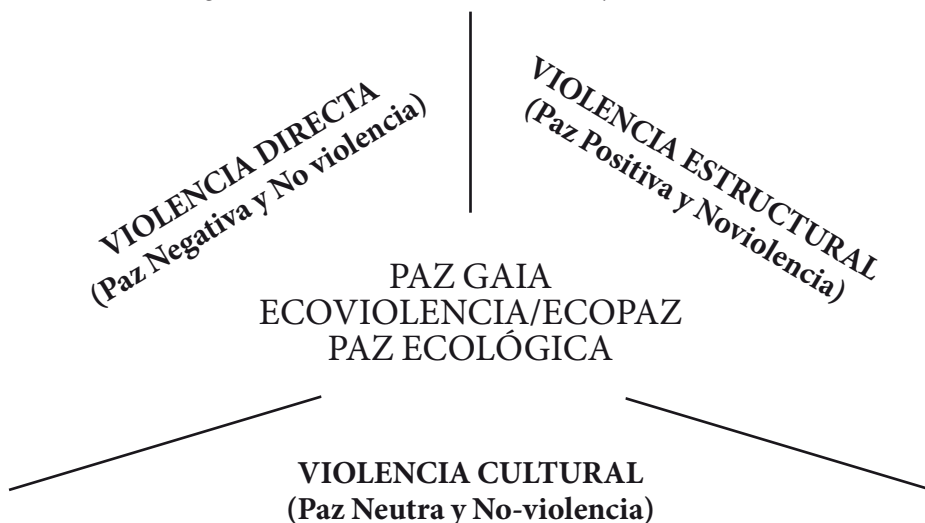 VIOLENCIA DIRECTA
(Paz Negativa y No violencia)
VIOLENCIA ESTRUCTURAL
(Paz Positiva y Noviolencia)
PAZ GAIA
ECOVIOLENCIA/ECOPAZ
PAZ ECOLÓGICA
VIOLENCIA CULTURAL
(Paz Neutra y No-violencia)